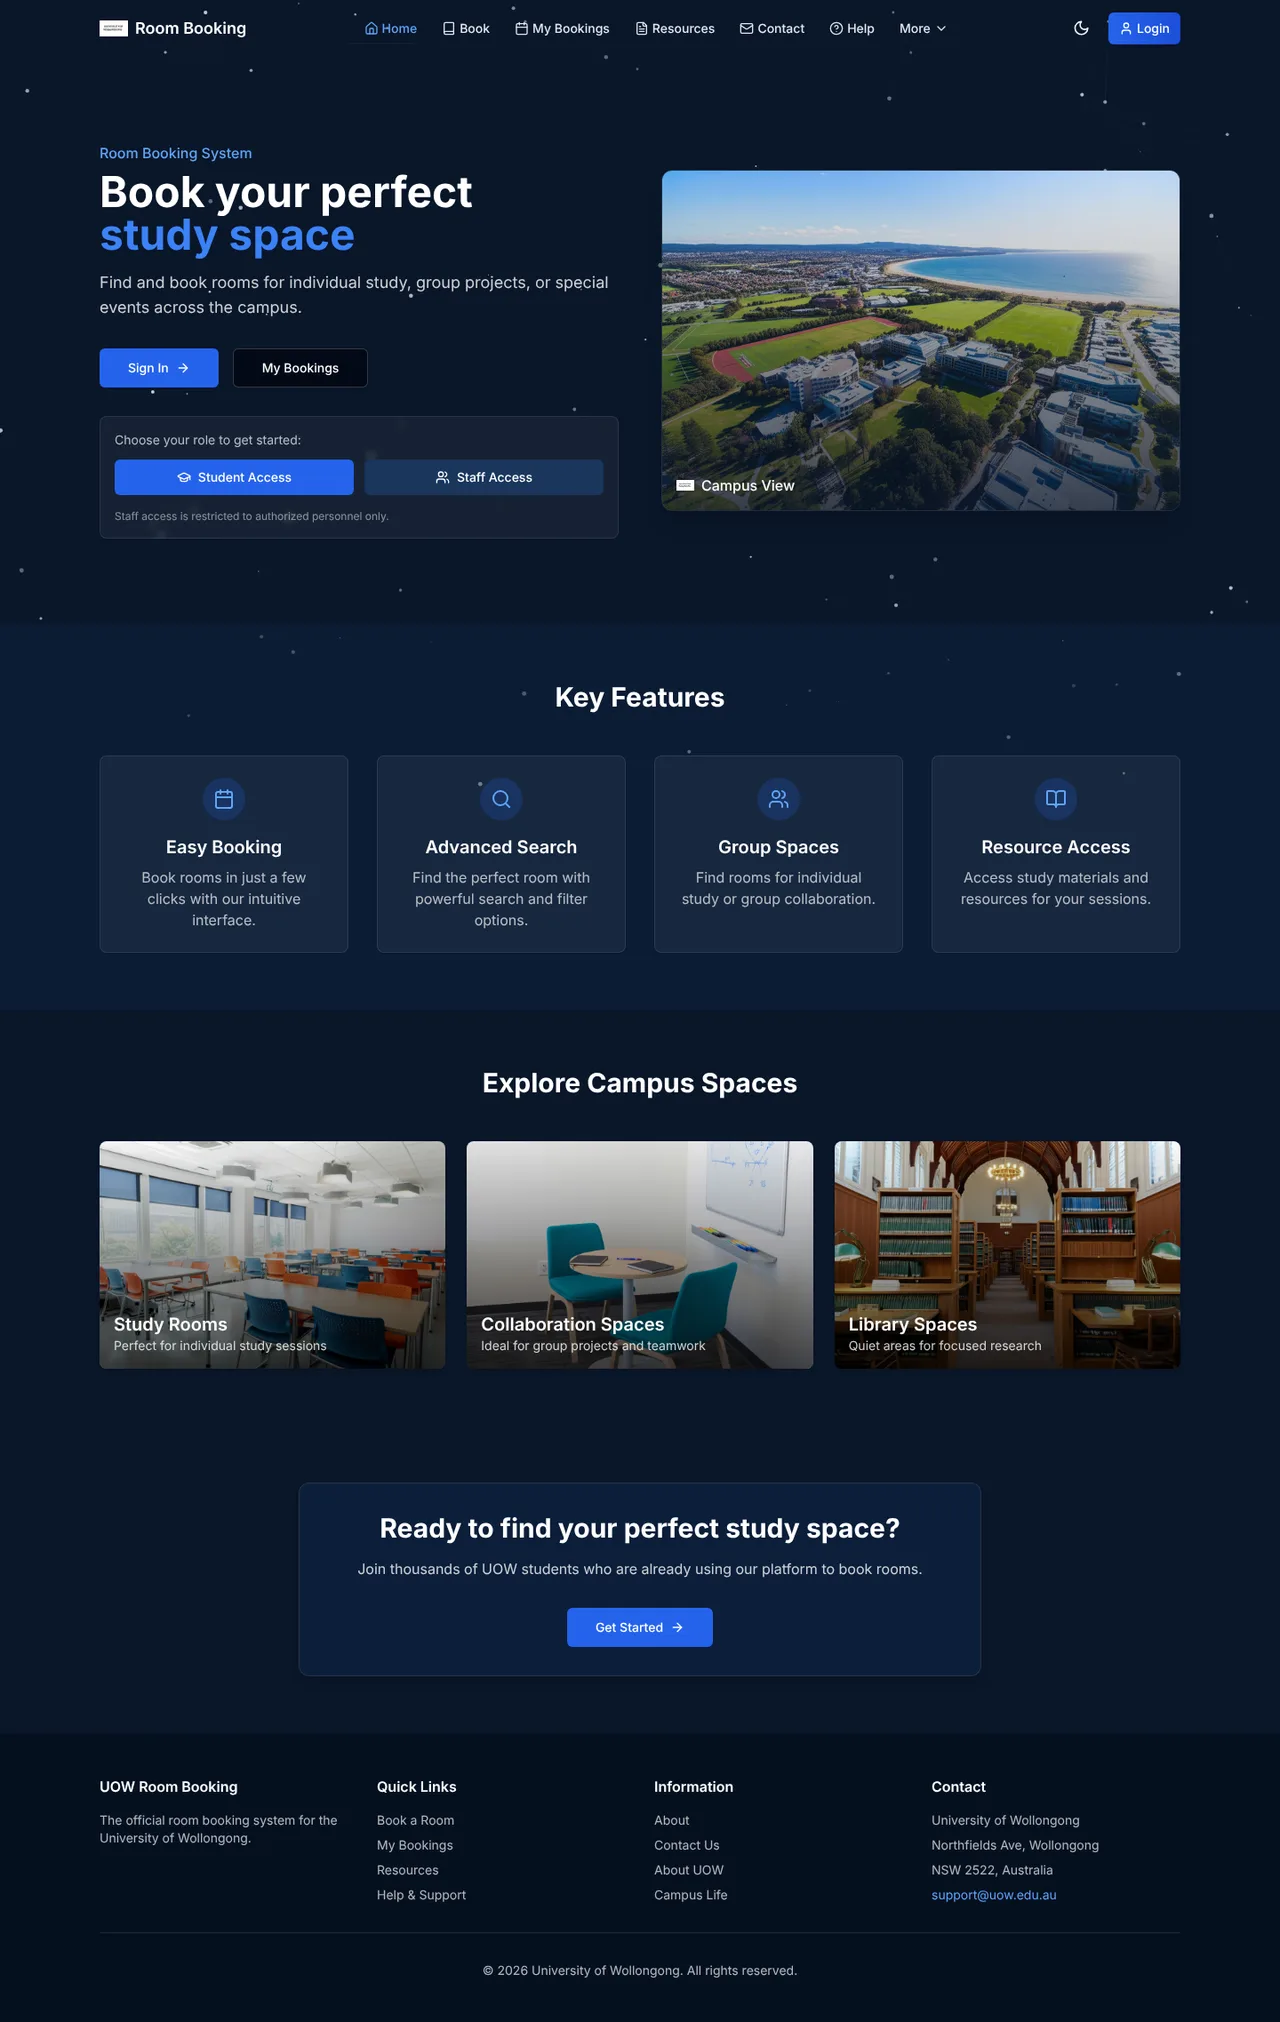 Room Booking
Home
Book
My Bookings
Resources
Contact
Help
More
Login
Room Booking System
Book your perfect
study space
Find and book rooms for individual study, group projects, or special
events across the campus.
Sign In
My Bookings
Choose your role to get started:
Student Access
Staff Access
Staff access is restricted to authorized personnel only.
Campus View
Key Features
Easy Booking
Book rooms in just a few
clicks with our intuitive
interface.
Advanced Search
Find the perfect room with
powerful search and filter
options.
Group Spaces
Find rooms for individual
study or group collaboration.
Resource Access
Access study materials and
resources for your sessions.
Explore Campus Spaces
Study Rooms
Perfect for individual study sessions
Collaboration Spaces
Ideal for group projects and teamwork
Library Spaces
Quiet areas for focused research
Ready to find your perfect study space?
Join thousands of UOW students who are already using our platform to book rooms.
Get Started
UOW Room Booking
The official room booking system for the
University of Wollongong.
Quick Links
Book a Room
My Bookings
Resources
Help & Support
Information
About
Contact Us
About UOW
Campus Life
Contact
University of Wollongong
Northfields Ave, Wollongong
NSW 2522, Australia
support@uow.edu.au
© 2026 University of Wollongong. All rights reserved.